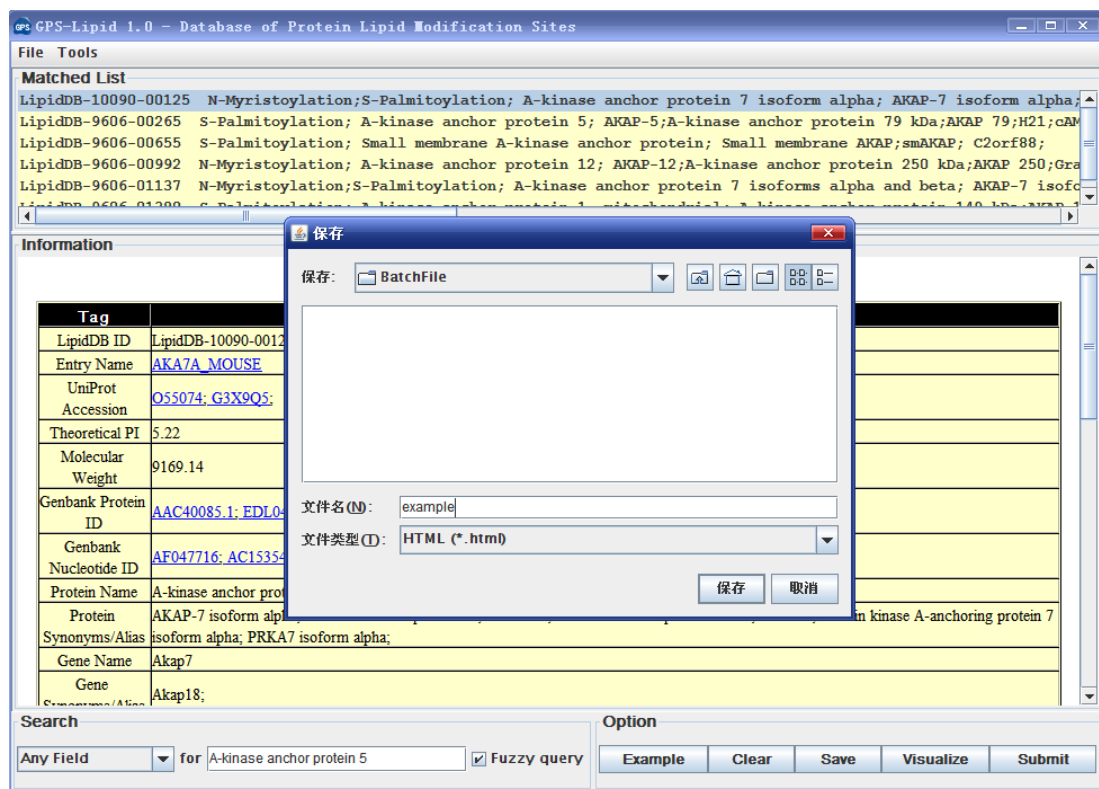 GPS-Lipid 1.0 - Database of Protein Lipid Modification Sites
File Tools
Matched List
LipidDB-10090-00125 N-Myristoylation;S-Palmitoylation; A-kinase anchor protein 7 isoform alpha; AKAP-7 isoform alpha;
LipidDB-9606-00265 S-Palmitoylation; A-kinase anchor protein 5; AKAP-5;A-kinase anchor protein 79 kDa;AKAP 79;H21;cAM
LipidDB-9606-00655 S-Palmitoylation; Small membrane A-kinase anchor protein; Small membrane AKAP;smAKAP; C2orf88;
LipidDB-9606-00992 N-Myristoylation; A-kinase anchor protein 12; AKAP-12;A-kinase anchor protein 250 kDa;AKAP 250;Gra
LipidDB-9606-01137 N-Myristoylation;S-Palmitoylation; A-kinase anchor protein 7 isoforms alpha and beta; AKAP-7 isofo
Information
保存
保存: BatchFile
文件名(N): example
文件类型(T): HTML (*.html)
保存 取消
Tag
LipidDB ID LipidDB-10090-0012
Entry Name AKA7A_MOUSE
UniProt
Accession
O55074; G3X9Q5;
Theoretical PI 5.22
Molecular
Weight
9169.14
Genbank Protein
ID
AAC40085.1; EDL04
Genbank
Nucleotide ID
AF047716; AC15354
Protein Name A-kinase anchor prot
Protein
Synonyms/Alias
AKAP-7 isoform alp in kinase A-anchoring protein 7
isoform alpha; PRKA7 isoform alpha;
Gene Name Akap7
Gene
Akap18;
Search
Any Field for A-kinase anchor protein 5 Fuzzy query
Option
Example Clear Save Visualize Submit